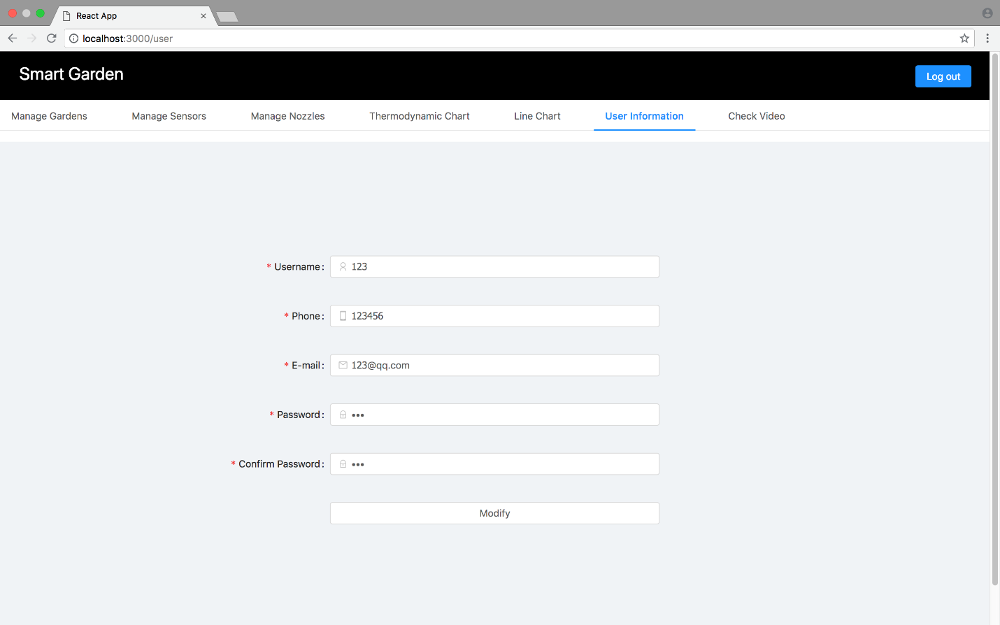 React App
localhost:3000/user
Smart Garden
Log out
Manage Gardens Manage Sensors Manage Nozzles Thermodynamic Chart Line Chart User Information Check Video
* Username: 123
* Phone: 123456
* E-mail: 123@qq.com
* Password: •••
* Confirm Password: •••
Modify